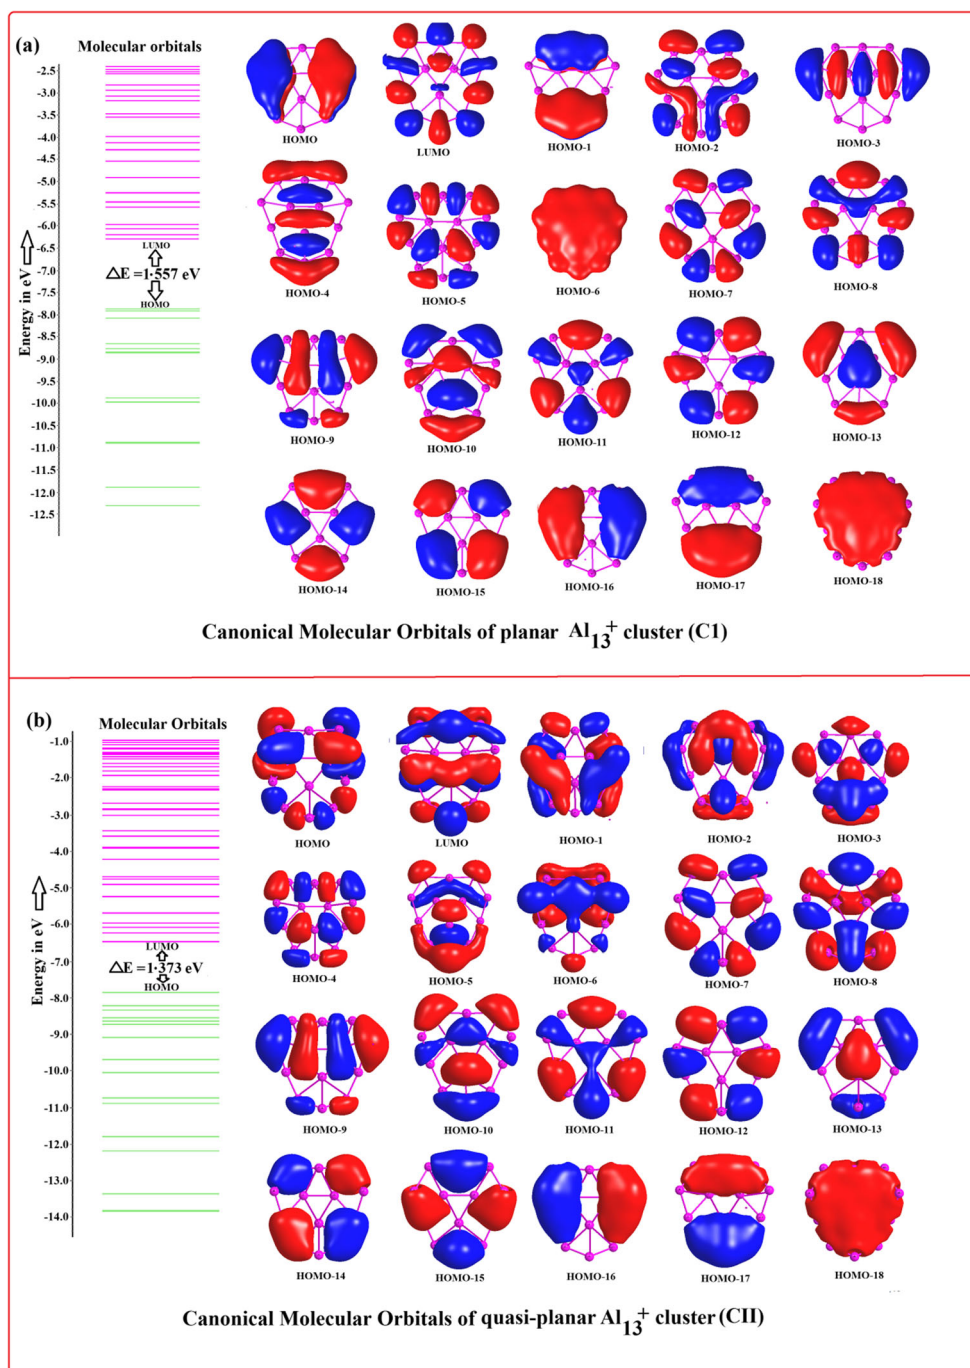 (a)
Molecular orbitals
-2.5
-3.0
-3.5
-4.0
-4.5
-5.0
-5.5
-6.0
-6.5
-7.0
-7.5
-8.0
-8.5
-9.0
-9.5
-10.0
-10.5
-11.0
-11.5
-12.0
-12.5
Energy in eV
LUMO
△E =1·557 eV
HOMO
HOMO LUMO HOMO-1 HOMO-2 HOMO-3
HOMO-4 HOMO-5 HOMO-6 HOMO-7 HOMO-8
HOMO-9 HOMO-10 HOMO-11 HOMO-12 HOMO-13
HOMO-14 HOMO-15 HOMO-16 HOMO-17 HOMO-18
Canonical Molecular Orbitals of planar Al13+ cluster (C1)
(b)
Molecular Orbitals
-1.0
-2.0
-3.0
-4.0
-5.0
-6.0
-7.0
-8.0
-9.0
-10.0
-11.0
-12.0
-13.0
-14.0
Energy in eV
LUMO
△E =1·373 eV
HOMO
HOMO LUMO HOMO-1 HOMO-2 HOMO-3
HOMO-4 HOMO-5 HOMO-6 HOMO-7 HOMO-8
HOMO-9 HOMO-10 HOMO-11 HOMO-12 HOMO-13
HOMO-14 HOMO-15 HOMO-16 HOMO-17 HOMO-18
Canonical Molecular Orbitals of quasi-planar Al13+ cluster (CII)